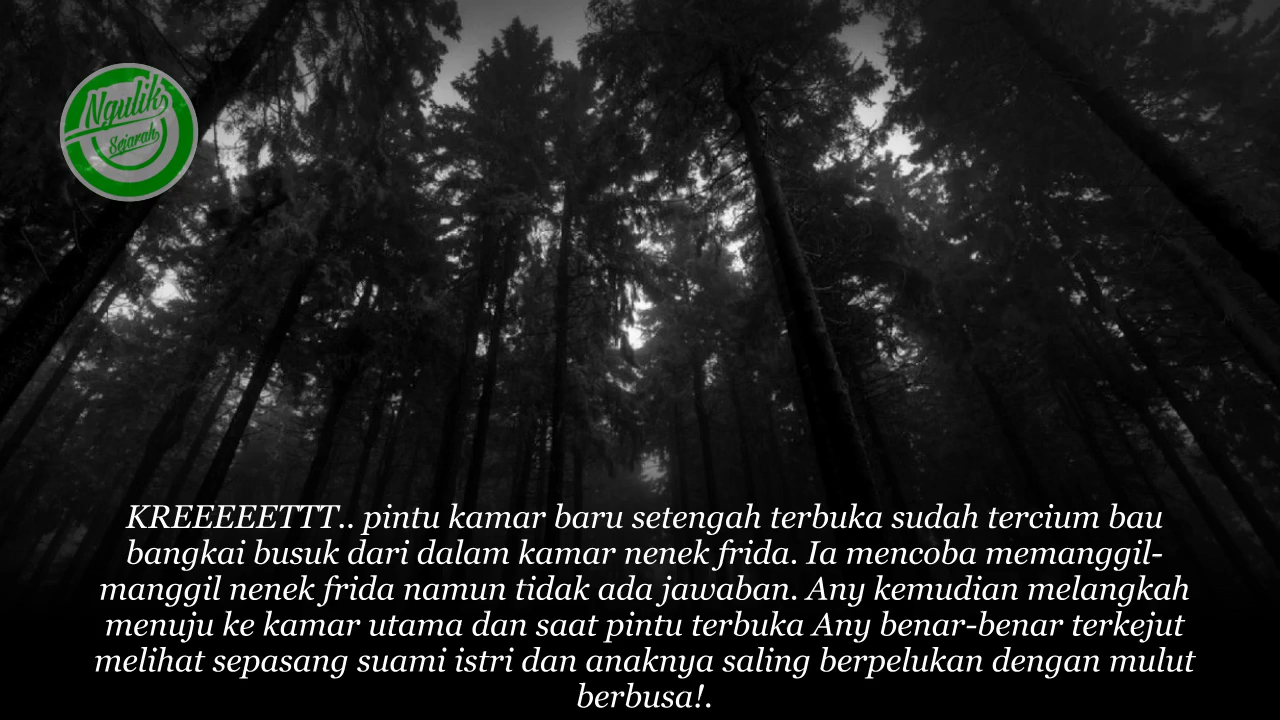 Ngulik
Sejarah
KREEEEETTT.. pintu kamar baru setengah terbuka sudah tercium bau
bangkai busuk dari dalam kamar nenek frida. Ia mencoba memanggil-
manggil nenek frida namun tidak ada jawaban. Any kemudian melangkah
menuju ke kamar utama dan saat pintu terbuka Any benar-benar terkejut
melihat sepasang suami istri dan anaknya saling berpelukan dengan mulut
berbusa!.